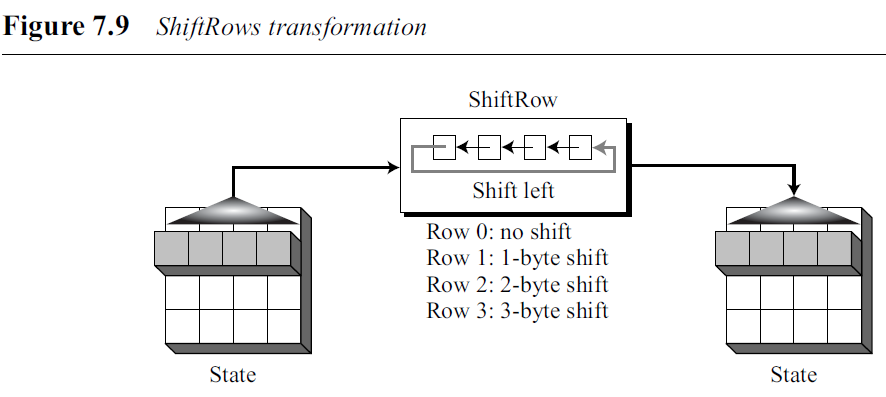 Figure 7.9 ShiftRows transformation
ShiftRow
Shift left
Row 0: no shift
Row 1: 1-byte shift
Row 2: 2-byte shift
Row 3: 3-byte shift
State
State